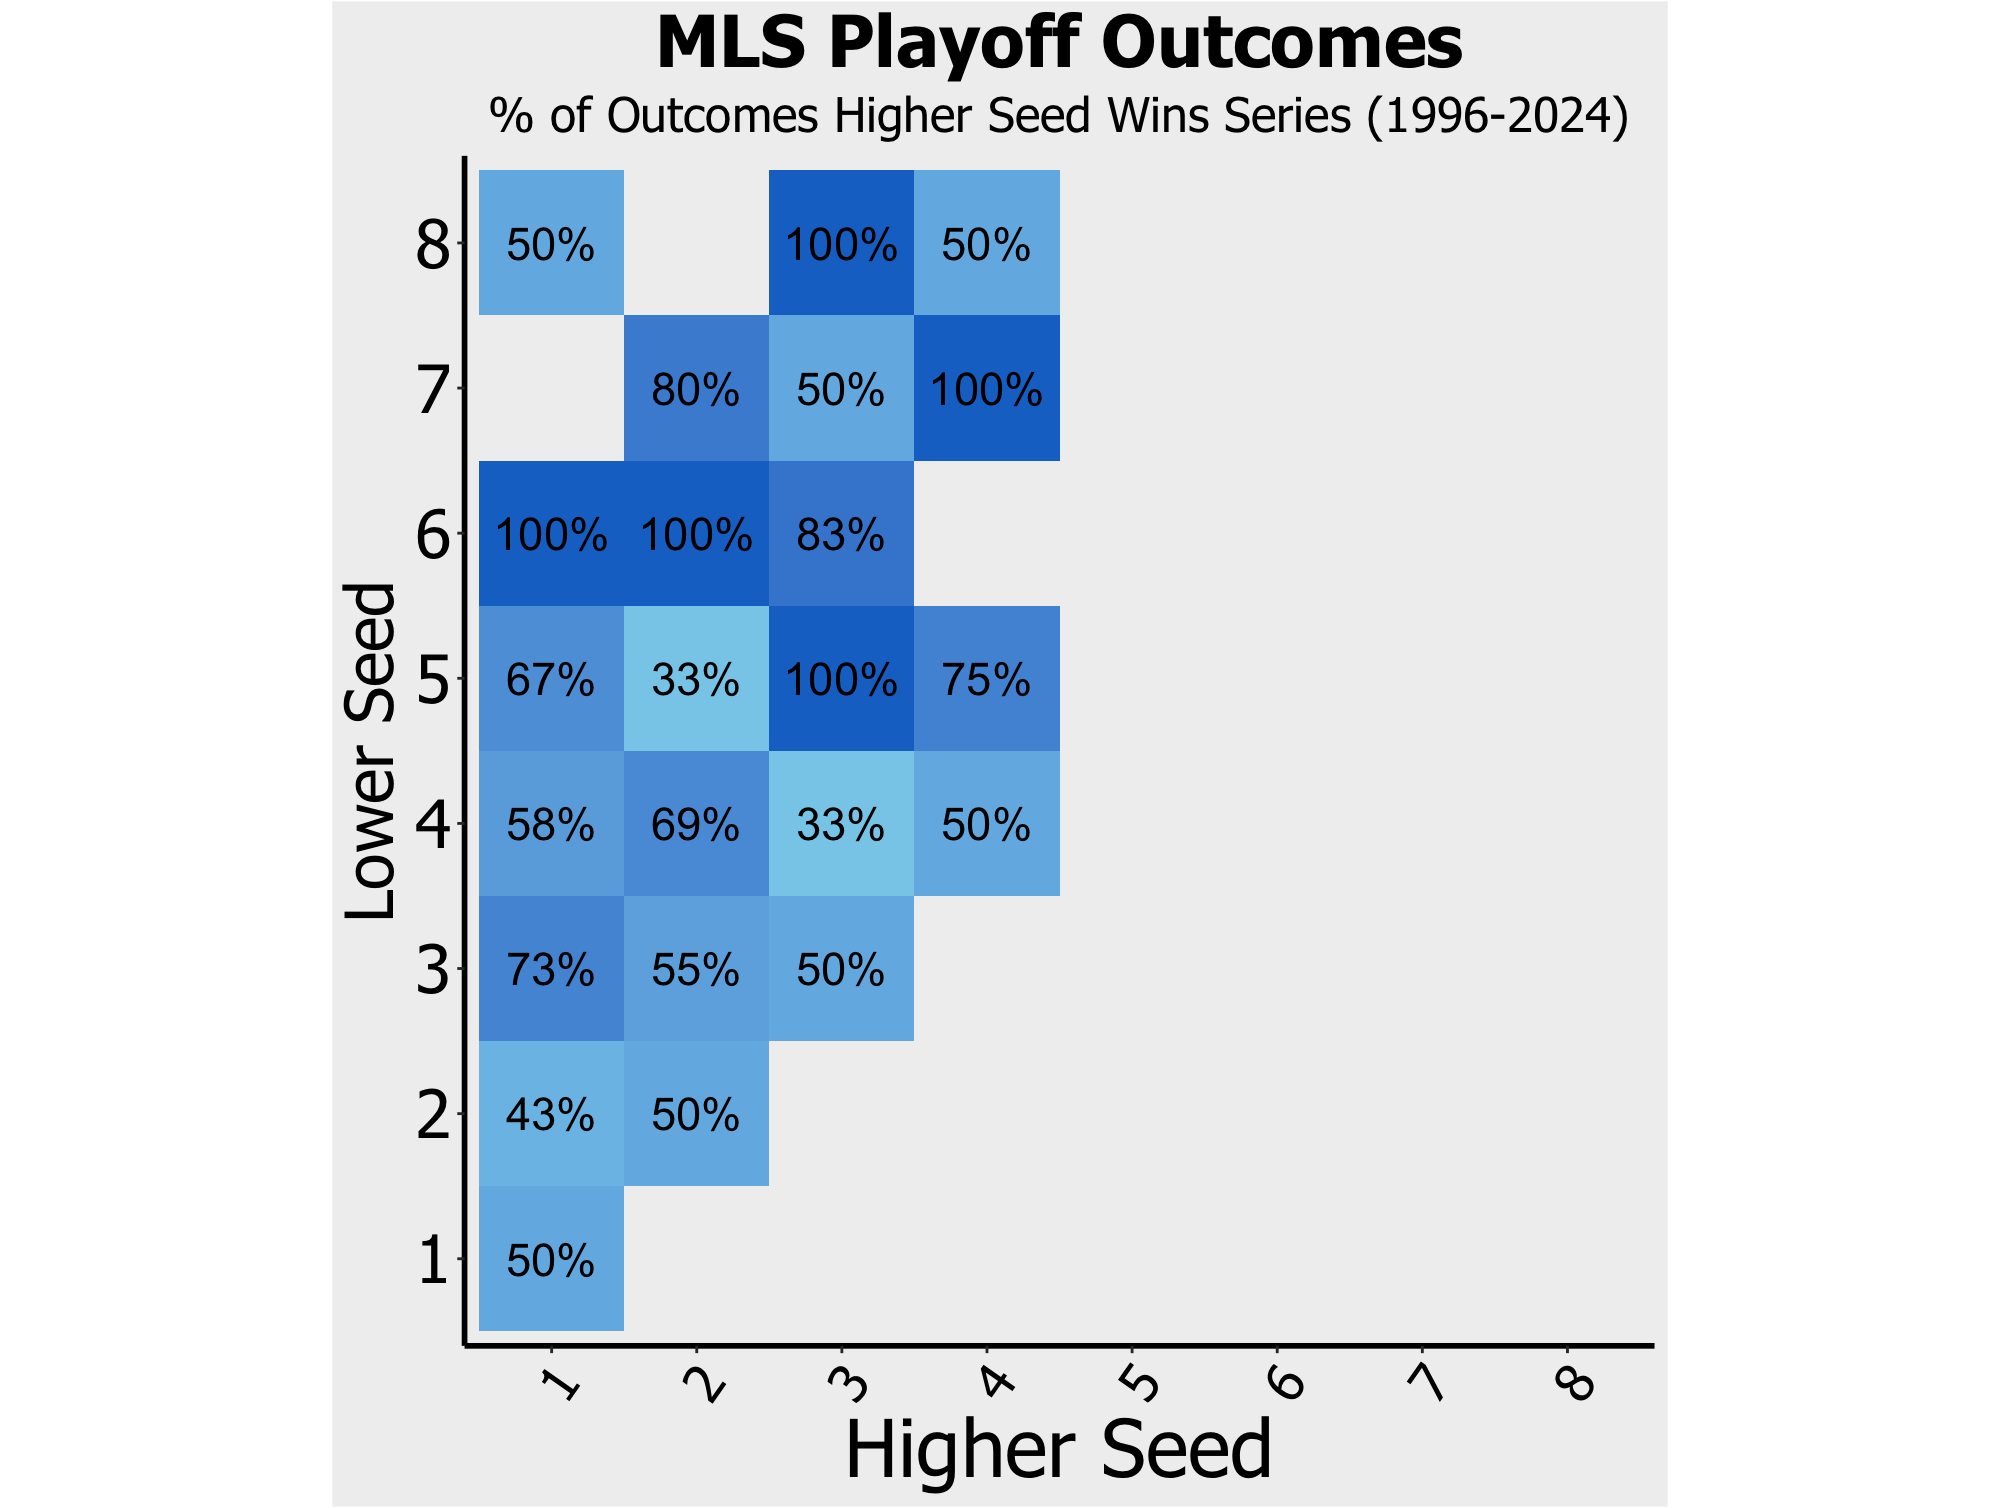 MLS Playoff Outcomes
% of Outcomes Higher Seed Wins Series (1996-2024)
8 50% 100% 50%
7 80% 50% 100%
6 100% 100% 83%
5 67% 33% 100% 75%
4 58% 69% 33% 50%
3 73% 55% 50%
2 43% 50%
1 50%
Lower Seed
1 2 3 4 5 6 7 8
Higher Seed